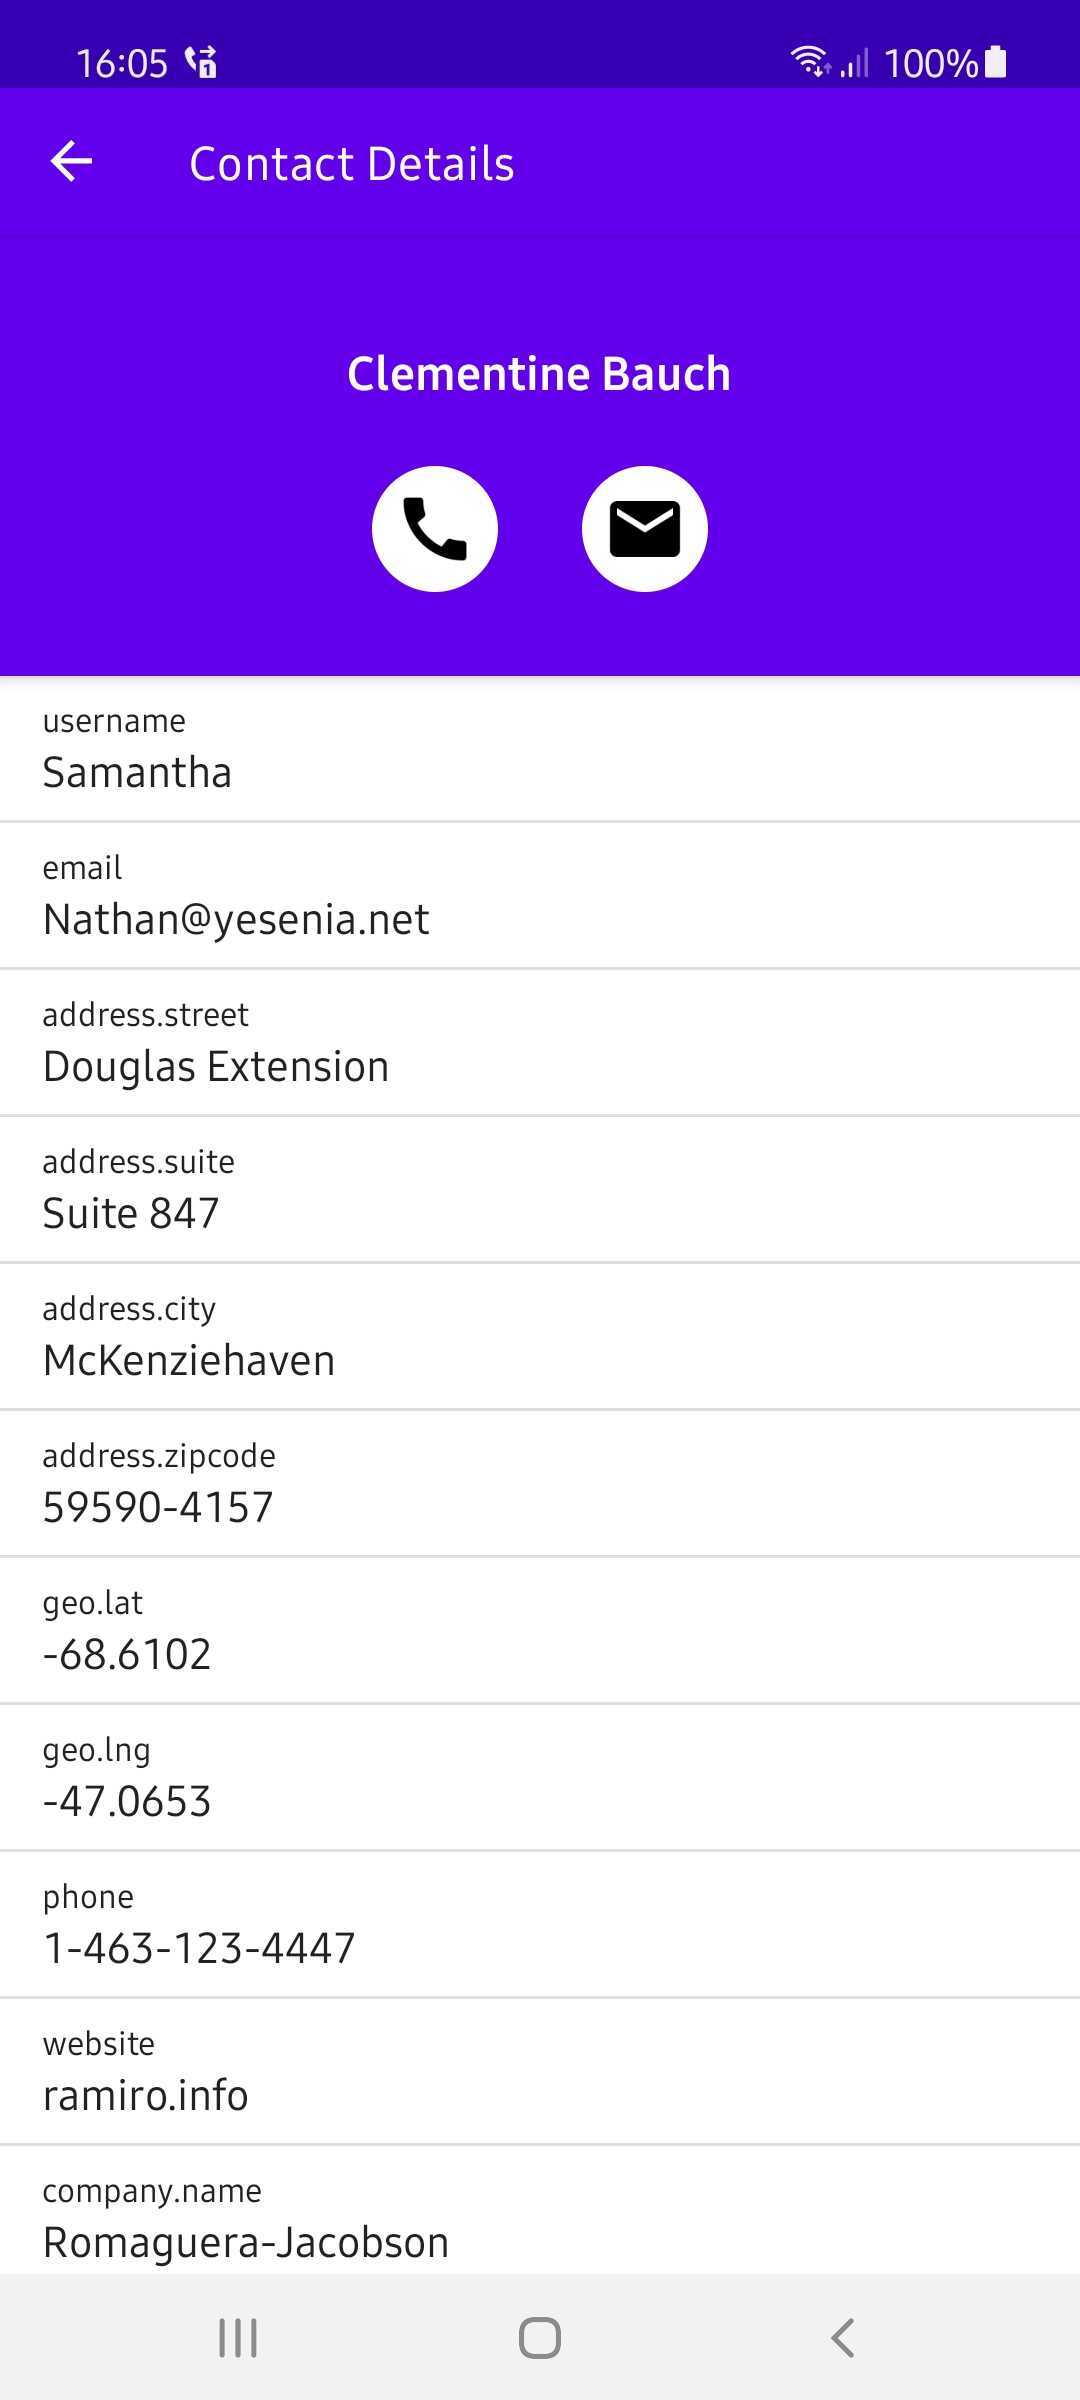 16:05
100%
Contact Details
Clementine Bauch
username
Samantha
email
Nathan@yesenia.net
address.street
Douglas Extension
address.suite
Suite 847
address.city
McKenziehaven
address.zipcode
59590-4157
geo.lat
-68.6102
geo.lng
-47.0653
phone
1-463-123-4447
website
ramiro.info
company.name
Romaguera-Jacobson